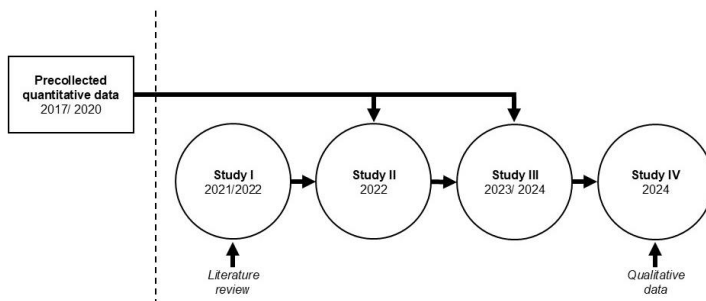 Precollected
quantitative data
2017/ 2020
Study I
2021/2022
Study II
2022
Study III
2023/ 2024
Study IV
2024
Literature
review
Qualitative
data